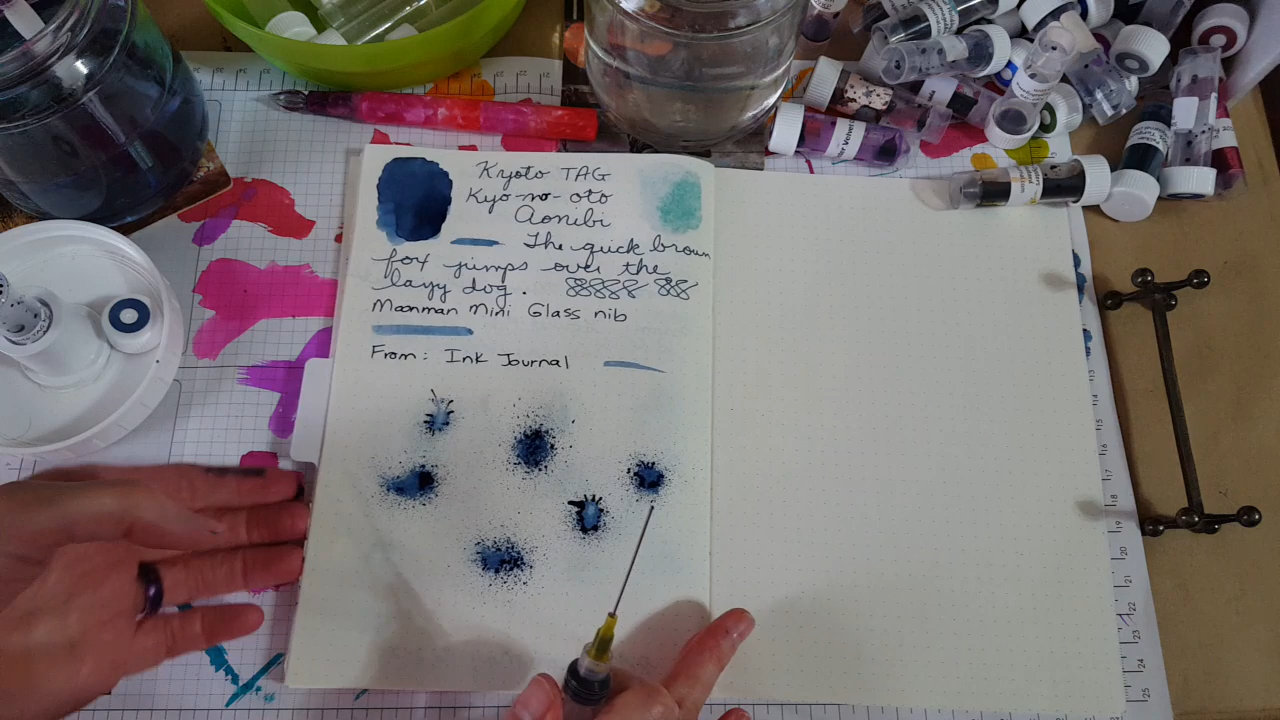 Kyoto TAG
Kyo-no-oto
Aonibi
The quick brown
fox jumps over the
lazy dog. 8888 88
Moonman Mini Glass nib
From: Ink Journal